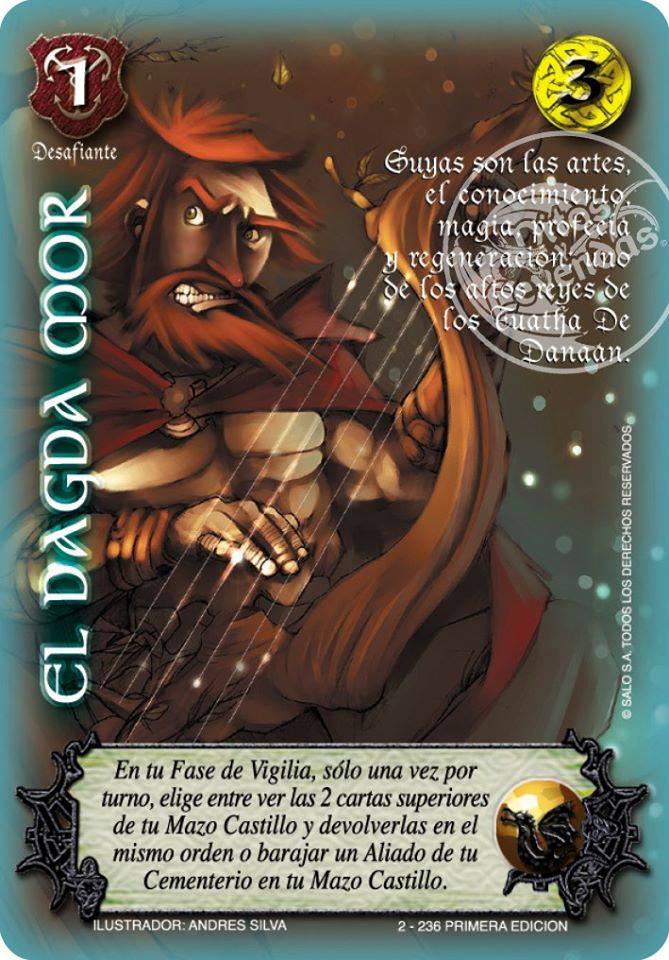 1
3
Desafiante
EL DAGDA MOR
Suyas son las artes,
el conocimiento,
magia, profecía
y regeneración; uno
de los altos reyes de
los Tuatha De
Danaan.
Mitos
y Leyendas
© SALO S.A. TODOS LOS DERECHOS RESERVADOS
En tu Fase de Vigilia, sólo una vez por
turno, elige entre ver las 2 cartas superiores
de tu Mazo Castillo y devolverlas en el
mismo orden o barajar un Aliado de tu
Cementerio en tu Mazo Castillo.
ILUSTRADOR: ANDRES SILVA
2 - 236 PRIMERA EDICION